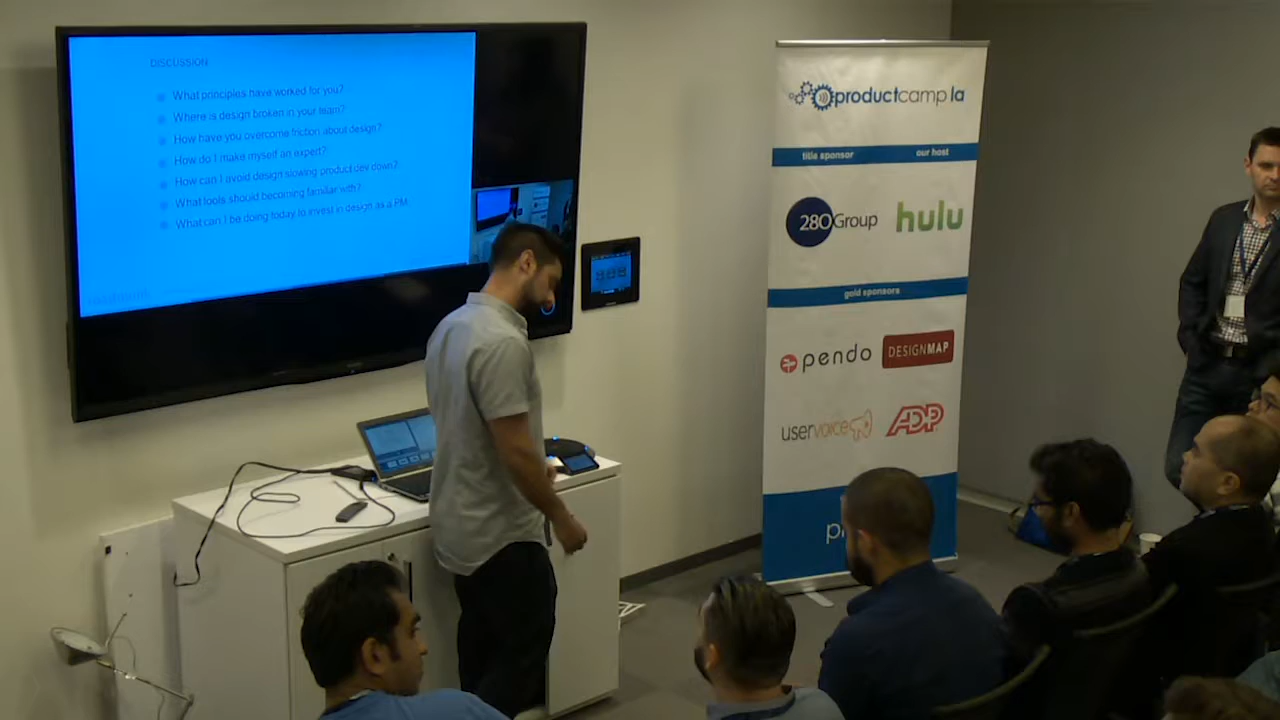 DISCUSSION
What principles have worked for you?
Where is design broken in your team?
How have you overcome friction about design?
How do I make myself an expert?
How can I avoid design slowing product dev down?
What tools should becoming familiar with?
What can I be doing today to invest in design as a PM
productcamp la
title sponsor our host
280Group hulu
gold sponsors
pendo DESIGNMAP
uservoice ADP